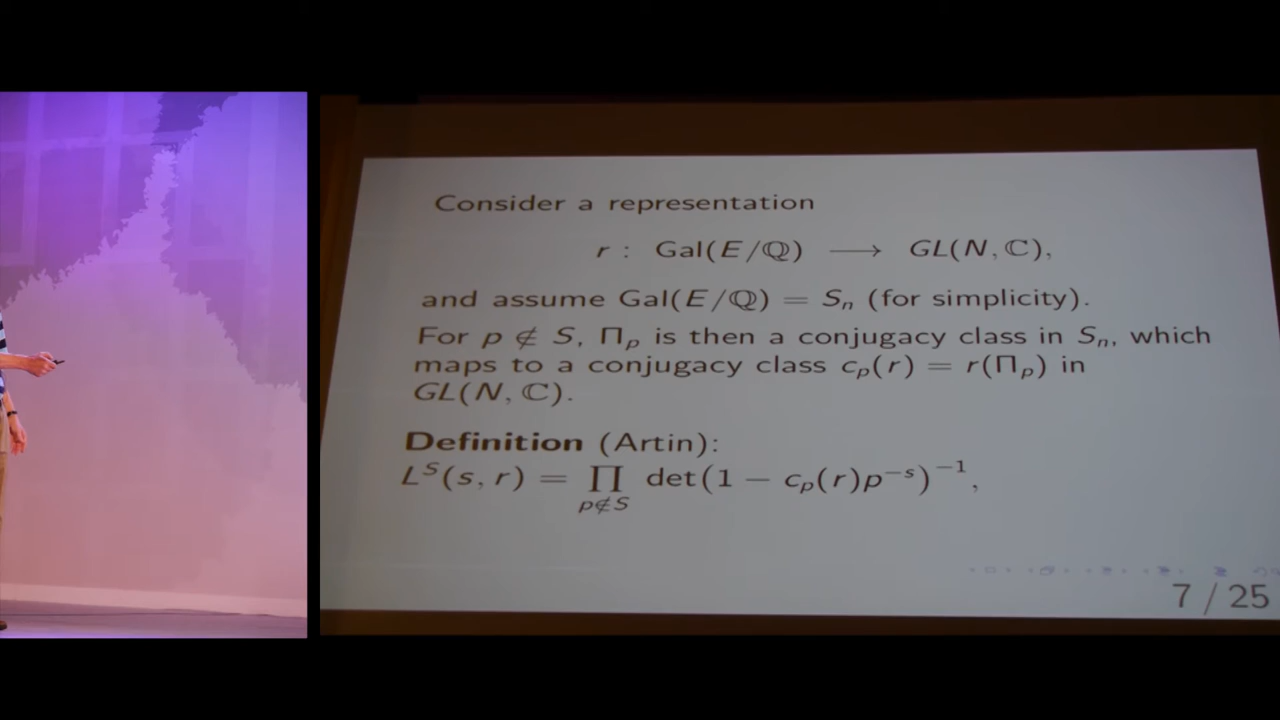 Consider a representation
r : Gal(E/ℚ) ⟶ GL(N, ℂ),
and assume Gal(E/ℚ) = Sₙ (for simplicity).
For p ∉ S, Πₚ is then a conjugacy class in Sₙ, which
maps to a conjugacy class cₚ(r) = r(Πₚ) in
GL(N, ℂ).
Definition (Artin):
Lˢ(s, r) = ∏ det(1 − cₚ(r)p⁻ˢ)⁻¹,
p∉S
7 / 25